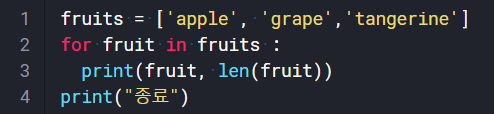 1 fruits = ['apple', 'grape','tangerine']
2 for fruit in fruits :
3   print(fruit, len(fruit))
4 print("종료")